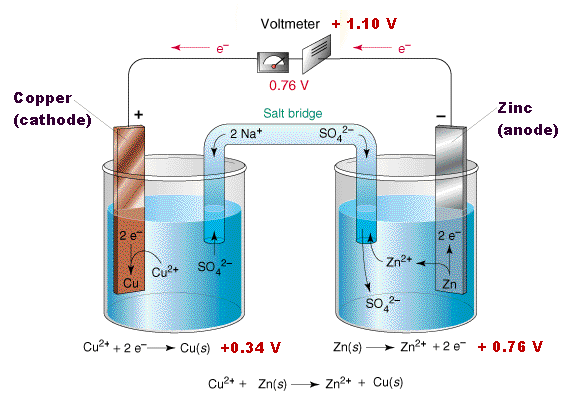 Voltmeter + 1.10 V
e⁻
e⁻
0.76 V
Copper
(cathode)
+
−
Zinc
(anode)
Salt bridge
2 Na⁺
SO₄²⁻
2 e⁻
Cu²⁺
Cu
SO₄²⁻
2 e⁻
Zn²⁺
Zn
SO₄²⁻
Cu²⁺ + 2 e⁻ → Cu(s) +0.34 V
Zn(s) → Zn²⁺ + 2 e⁻ + 0.76 V
Cu²⁺ + Zn(s) → Zn²⁺ + Cu(s)